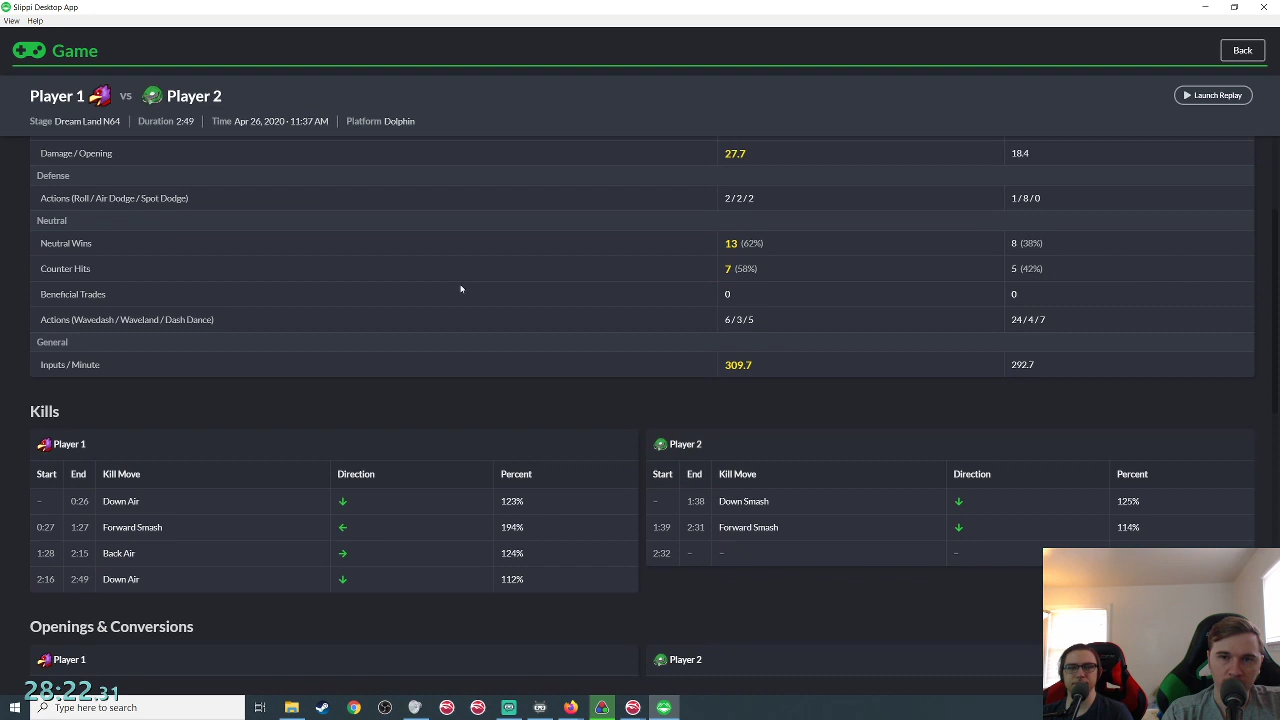 Slippi Desktop App
View Help
Game
Back
Player 1 vs Player 2
Launch Replay
Stage Dream Land N64 Duration 2:49 Time Apr 26, 2020 · 11:37 AM Platform Dolphin
Damage / Opening 27.7 18.4
Defense
Actions (Roll / Air Dodge / Spot Dodge) 2 / 2 / 2 1 / 8 / 0
Neutral
Neutral Wins 13 (62%) 8 (38%)
Counter Hits 7 (58%) 5 (42%)
Beneficial Trades 0 0
Actions (Wavedash / Waveland / Dash Dance) 6 / 3 / 5 24 / 4 / 7
General
Inputs / Minute 309.7 292.7
Kills
Player 1
Start End Kill Move Direction Percent
– 0:26 Down Air ↓ 123%
0:27 1:27 Forward Smash ← 194%
1:28 2:15 Back Air → 124%
2:16 2:49 Down Air ↓ 112%
Player 2
Start End Kill Move Direction Percent
– 1:38 Down Smash ↓ 125%
1:39 2:31 Forward Smash ↓ 114%
2:32 – – –
Openings & Conversions
Player 1
Player 2
28:22.31
Type here to search